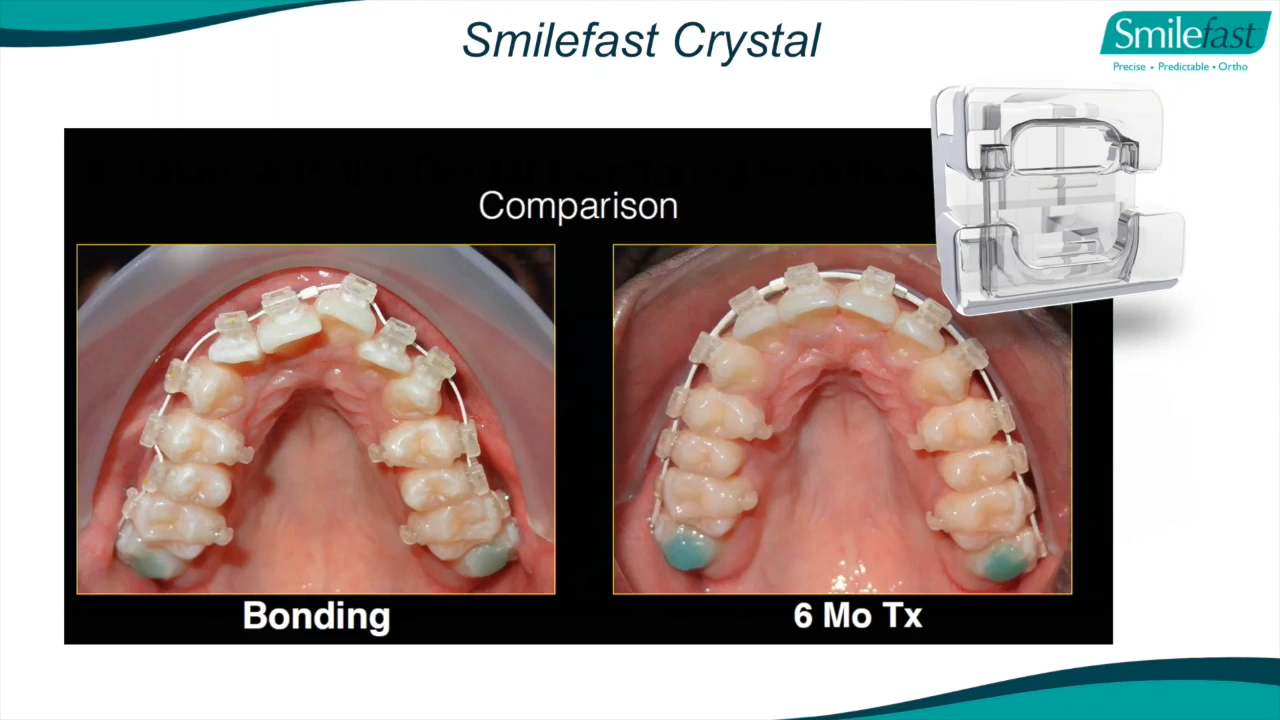 Smilefast Crystal
Smilefast
Precise • Predictable • Ortho
Comparison
Bonding
6 Mo Tx